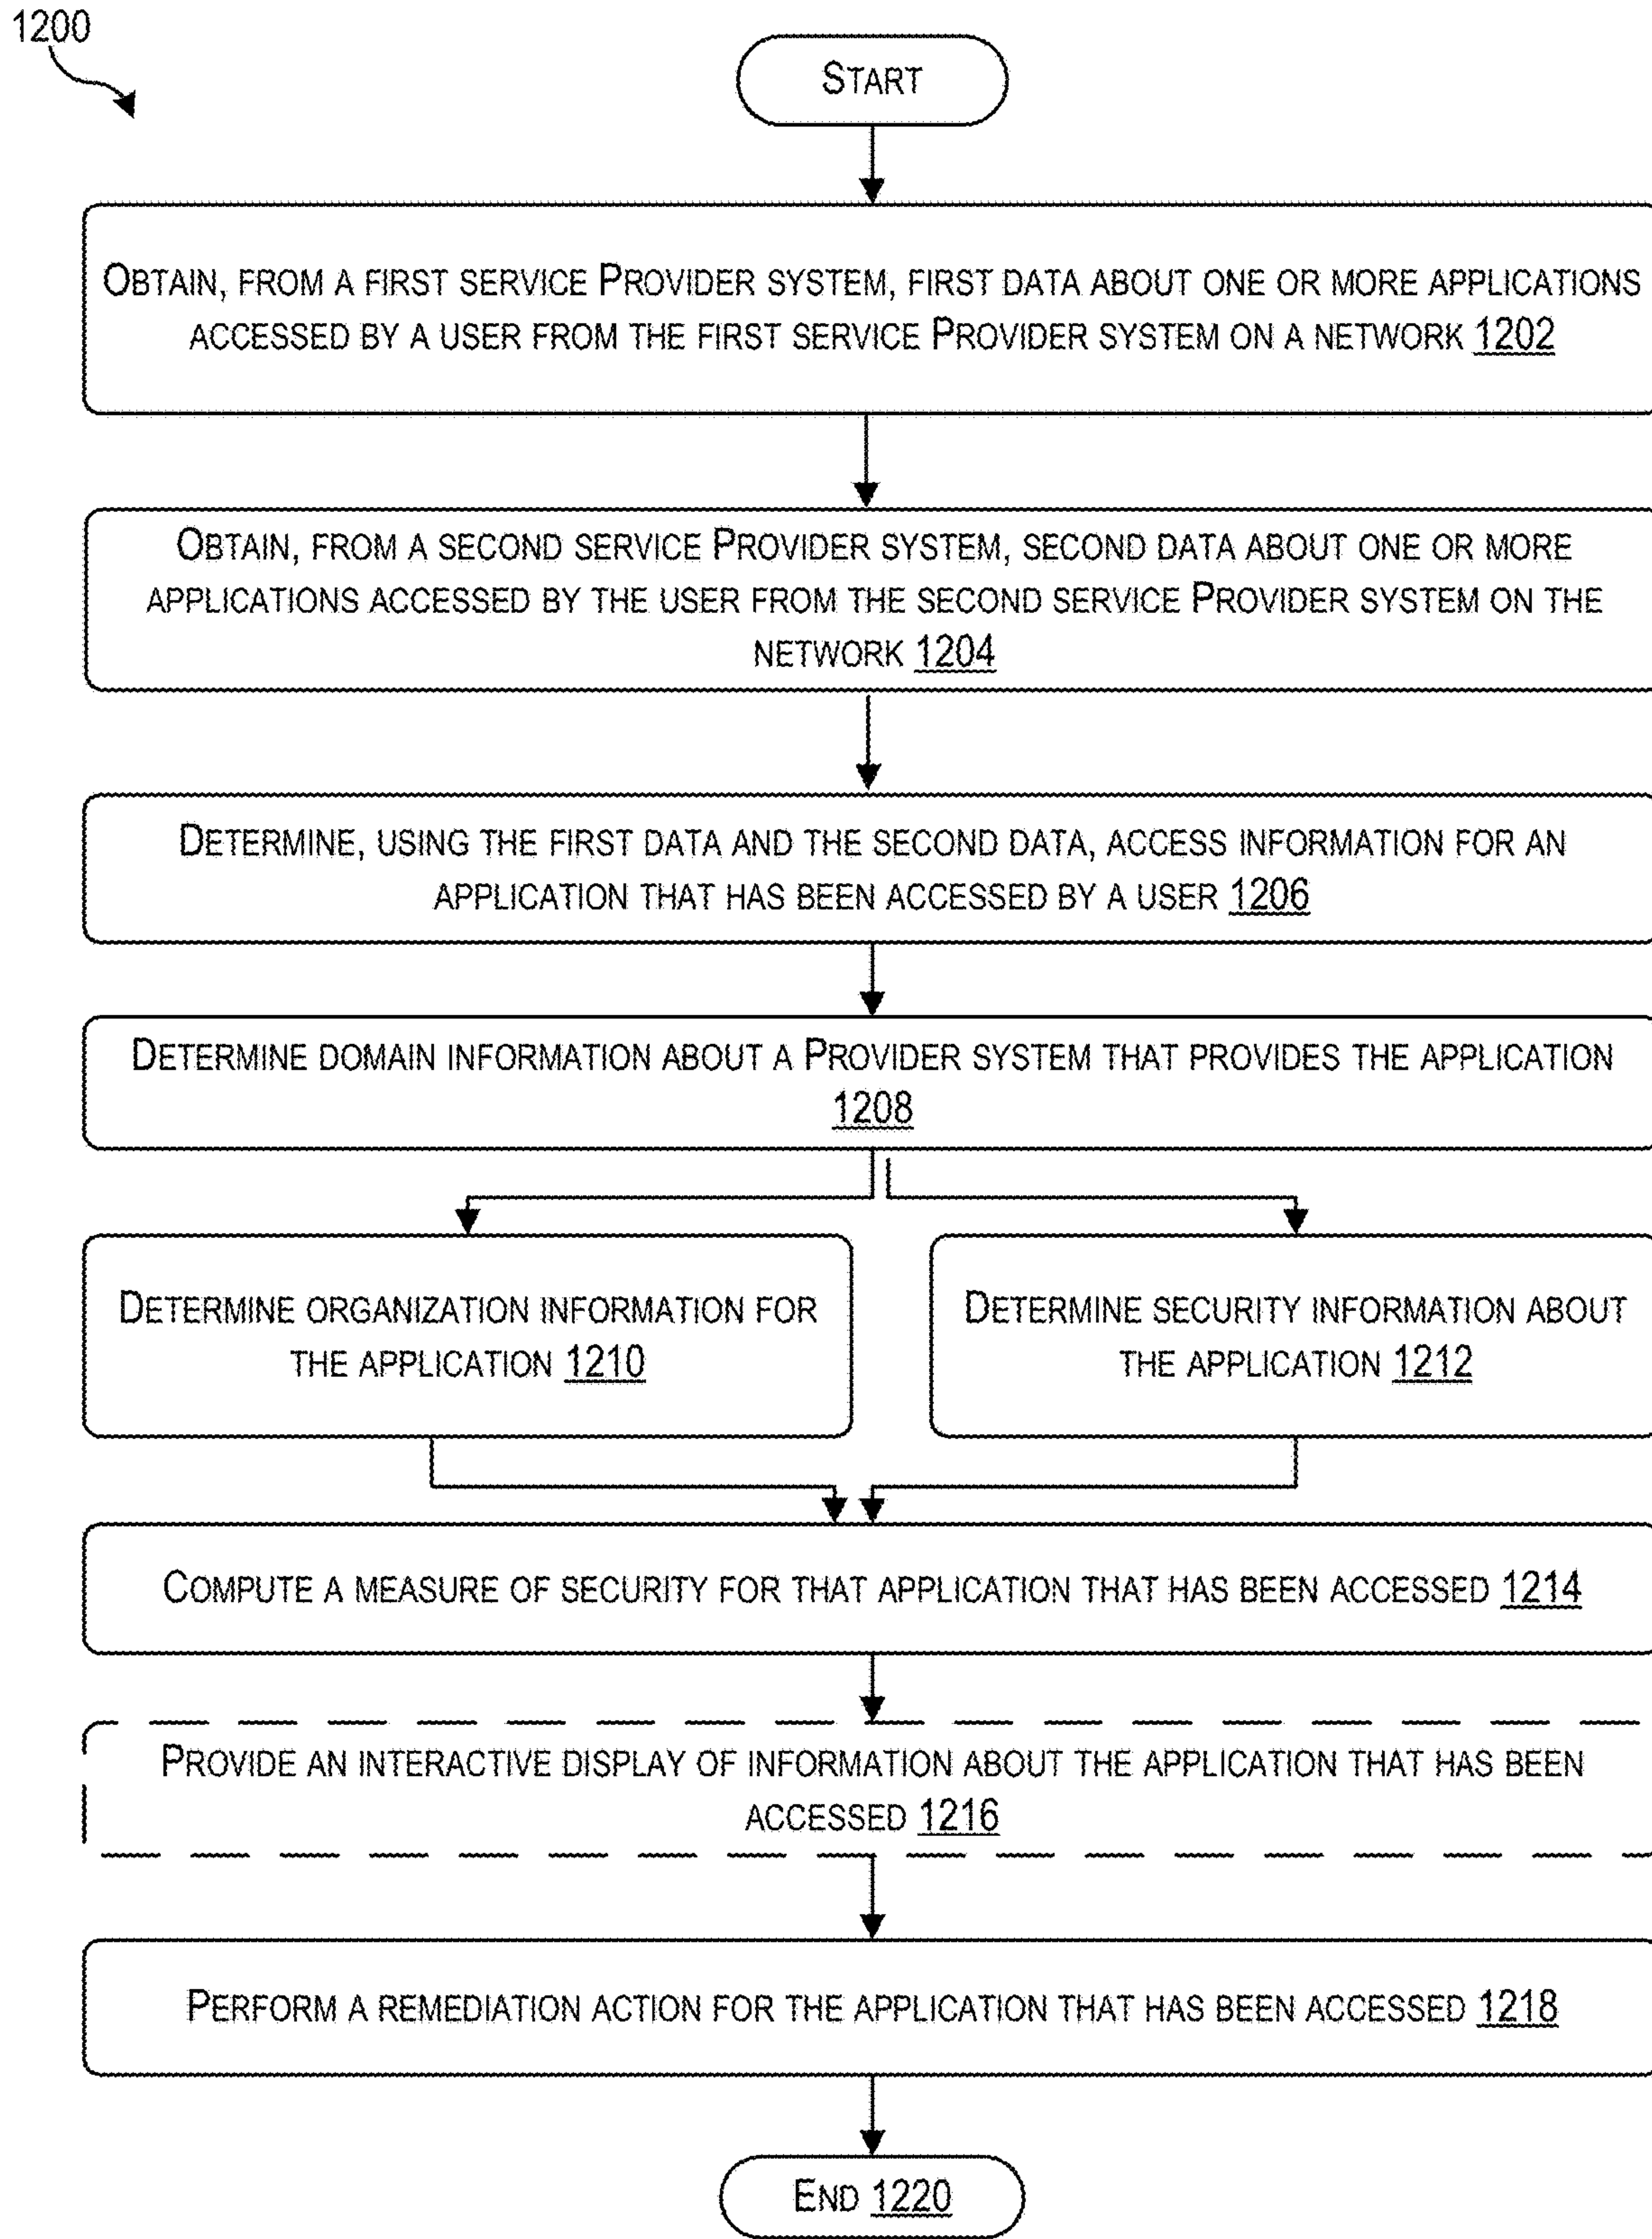 1200
START
OBTAIN, FROM A FIRST SERVICE PROVIDER SYSTEM, FIRST DATA ABOUT ONE OR MORE APPLICATIONS
ACCESSED BY A USER FROM THE FIRST SERVICE PROVIDER SYSTEM ON A NETWORK 1202
OBTAIN, FROM A SECOND SERVICE PROVIDER SYSTEM, SECOND DATA ABOUT ONE OR MORE
APPLICATIONS ACCESSED BY THE USER FROM THE SECOND SERVICE PROVIDER SYSTEM ON THE
NETWORK 1204
DETERMINE, USING THE FIRST DATA AND THE SECOND DATA, ACCESS INFORMATION FOR AN
APPLICATION THAT HAS BEEN ACCESSED BY A USER 1206
DETERMINE DOMAIN INFORMATION ABOUT A PROVIDER SYSTEM THAT PROVIDES THE APPLICATION
1208
DETERMINE ORGANIZATION INFORMATION FOR
THE APPLICATION 1210
DETERMINE SECURITY INFORMATION ABOUT
THE APPLICATION 1212
COMPUTE A MEASURE OF SECURITY FOR THAT APPLICATION THAT HAS BEEN ACCESSED 1214
PROVIDE AN INTERACTIVE DISPLAY OF INFORMATION ABOUT THE APPLICATION THAT HAS BEEN
ACCESSED 1216
PERFORM A REMEDIATION ACTION FOR THE APPLICATION THAT HAS BEEN ACCESSED 1218
END 1220